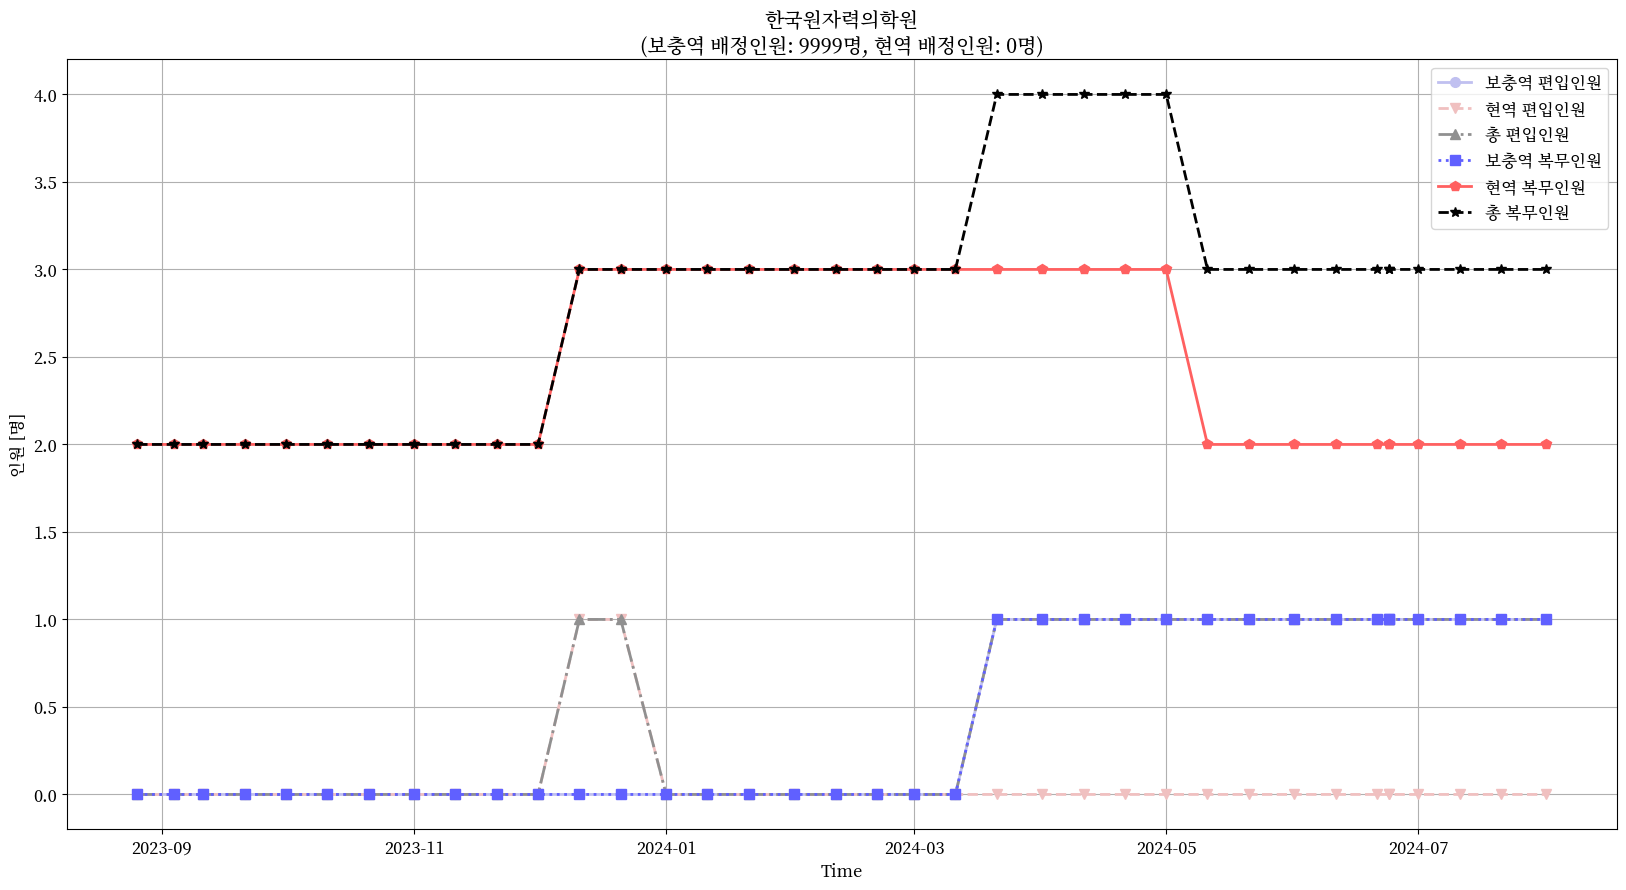 한국원자력의학원
(보충역 배정인원: 9999명, 현역 배정인원: 0명)
보충역 편입인원
현역 편입인원
총 편입인원
보충역 복무인원
현역 복무인원
총 복무인원
4.0
3.5
3.0
2.5
2.0
1.5
1.0
0.5
0.0
인원 [명]
2023-09
2023-11
2024-01
2024-03
2024-05
2024-07
Time